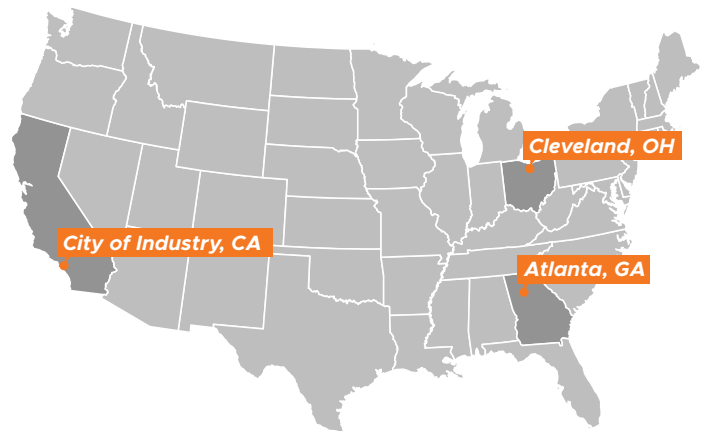 Cleveland, OH
City of Industry, CA
Atlanta, GA